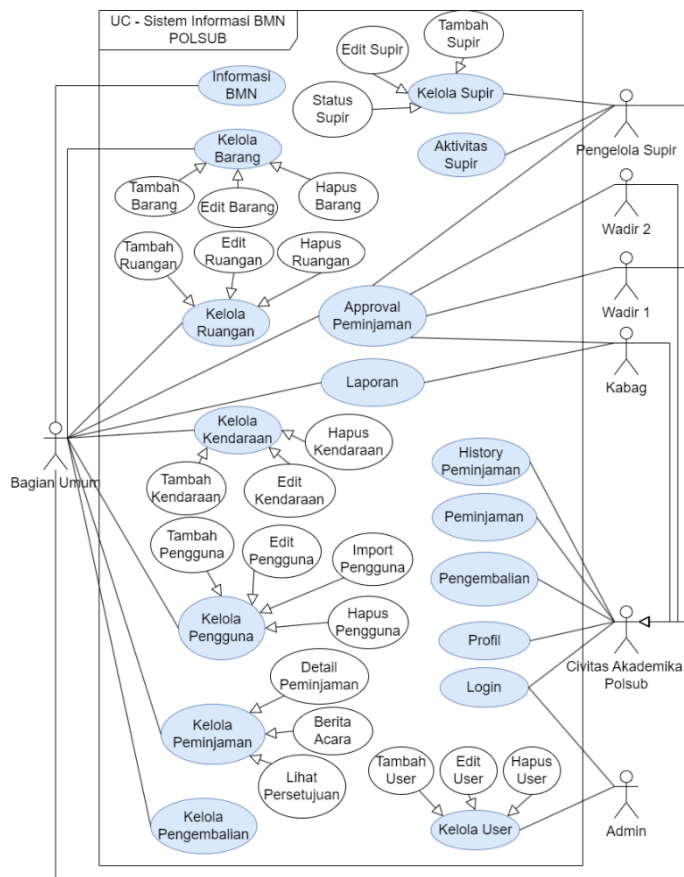 UC - Sistem Informasi BMN
POLSUB
Tambah
Supir
Edit Supir
Informasi
BMN
Status
Supir
Kelola Supir
Kelola
Barang
Aktivitas
Supir
Pengelola Supir
Tambah
Barang
Edit Barang
Hapus
Barang
Wadir 2
Tambah
Ruangan
Edit
Ruangan
Hapus
Ruangan
Kelola
Ruangan
Approval
Peminjaman
Wadir 1
Laporan
Kabag
Kelola
Kendaraan
Hapus
Kendaraan
Bagian Umum
Tambah
Kendaraan
Edit
Kendaraan
History
Peminjaman
Peminjaman
Tambah
Pengguna
Edit
Pengguna
Import
Pengguna
Pengembalian
Kelola
Pengguna
Hapus
Pengguna
Profil
Civitas Akademika
Polsub
Detail
Peminjaman
Login
Kelola
Peminjaman
Berita
Acara
Lihat
Persetujuan
Tambah
User
Edit
User
Hapus
User
Kelola
Pengembalian
Kelola User
Admin